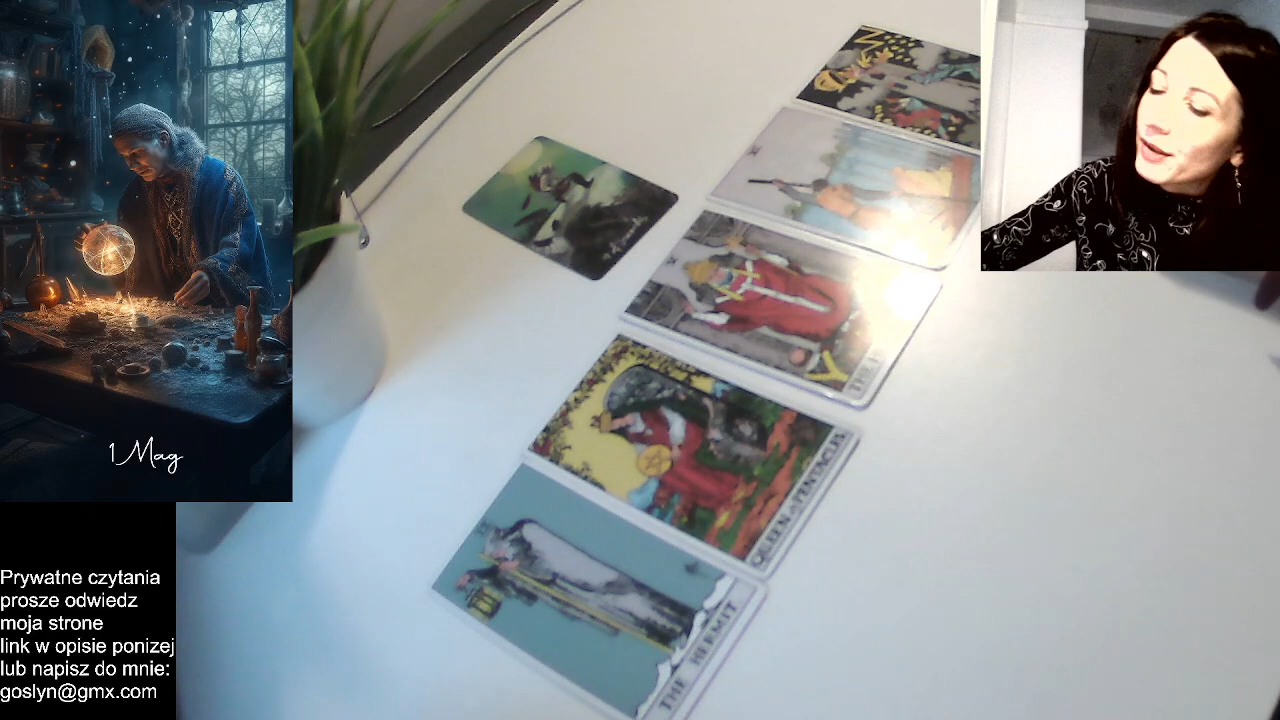 1 Mag
Prywatne czytania
prosze odwiedz
moja strone
link w opisie ponizej
lub napisz do mnie:
goslyn@gmx.com
QUEEN of PENTACLES
THE HERMIT